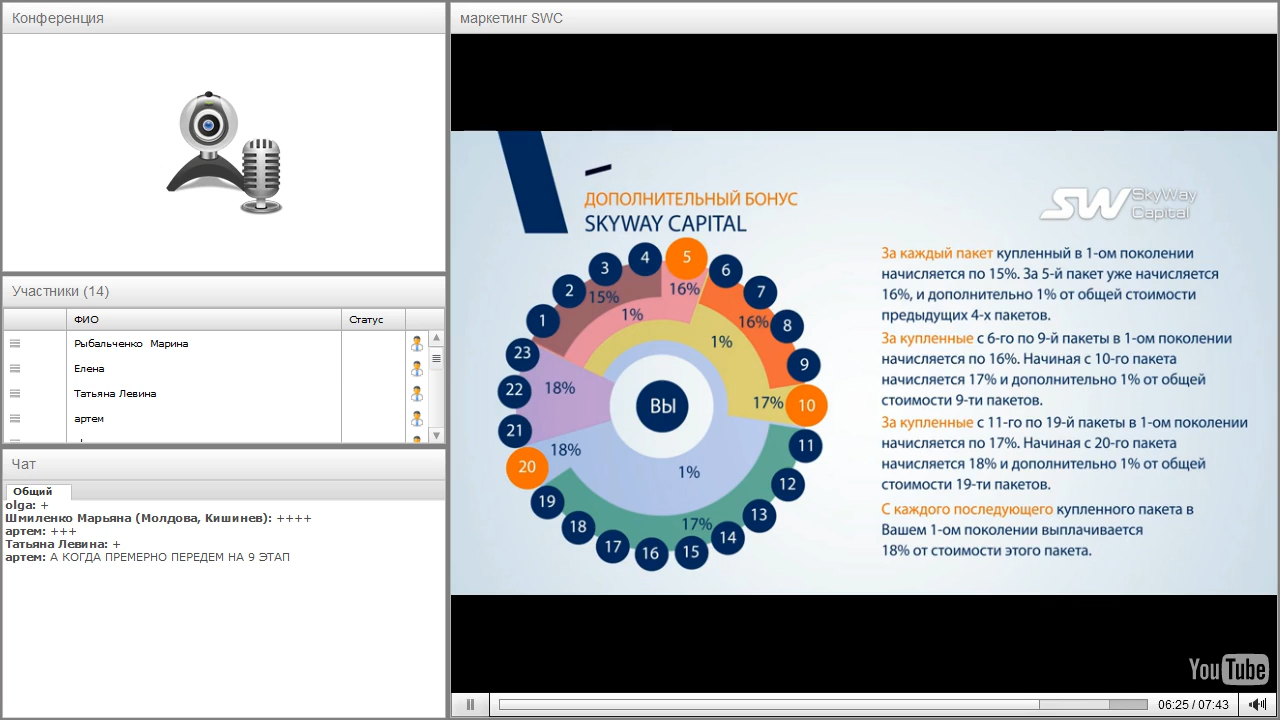 Конференция
Участники (14)
ФИО
Статус
Рыбальченко Марина
Елена
Татьяна Левина
артем
Чат
Общий
olga: +
Шмиленко Марьяна (Молдова, Кишинев): ++++
артем: +++
Татьяна Левина: +
артем: А КОГДА ПРЕМЕРНО ПЕРЕДЕМ НА 9 ЭТАП
маркетинг SWC
ДОПОЛНИТЕЛЬНЫЙ БОНУС
SKYWAY CAPITAL
SW SkyWay
Capital
1
2
3
4
5
6
7
8
9
10
11
12
13
14
15
16
17
18
19
20
21
22
23
15%
16%
1%
16%
1%
17%
18%
18%
1%
17%
ВЫ
За каждый пакет купленный в 1-ом поколении
начисляется по 15%. За 5-й пакет уже начисляется
16%, и дополнительно 1% от общей стоимости
предыдущих 4-х пакетов.
За купленные с 6-го по 9-й пакеты в 1-ом поколении
начисляется по 16%. Начиная с 10-го пакета
начисляется 17% и дополнительно 1% от общей
стоимости 9-ти пакетов.
За купленные с 11-го по 19-й пакеты в 1-ом поколении
начисляется по 17%. Начиная с 20-го пакета
начисляется 18% и дополнительно 1% от общей
стоимости 19-ти пакетов.
С каждого последующего купленного пакета в
Вашем 1-ом поколении выплачивается
18% от стоимости этого пакета.
YouTube
06:25 / 07:43